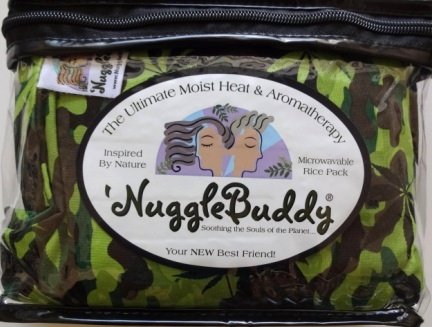 'Nuggle
The Ultimate Moist Heat & Aromatherapy
Inspired
By Nature
Microwavable
Rice Pack
'NuggleBuddy®
Soothing the Souls of the Planet...
Your NEW Best Friend!